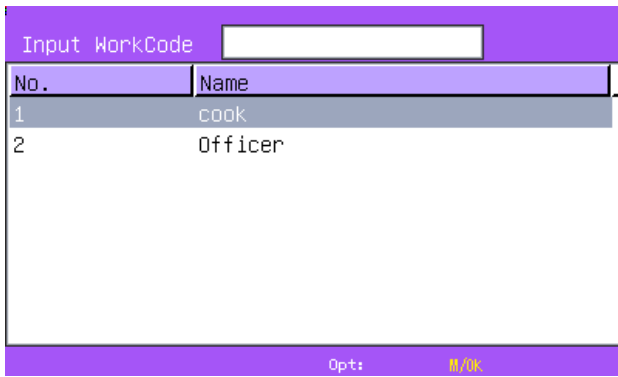 Input WorkCode
No. Name
1 cook
2 Officer
Opt: M/OK